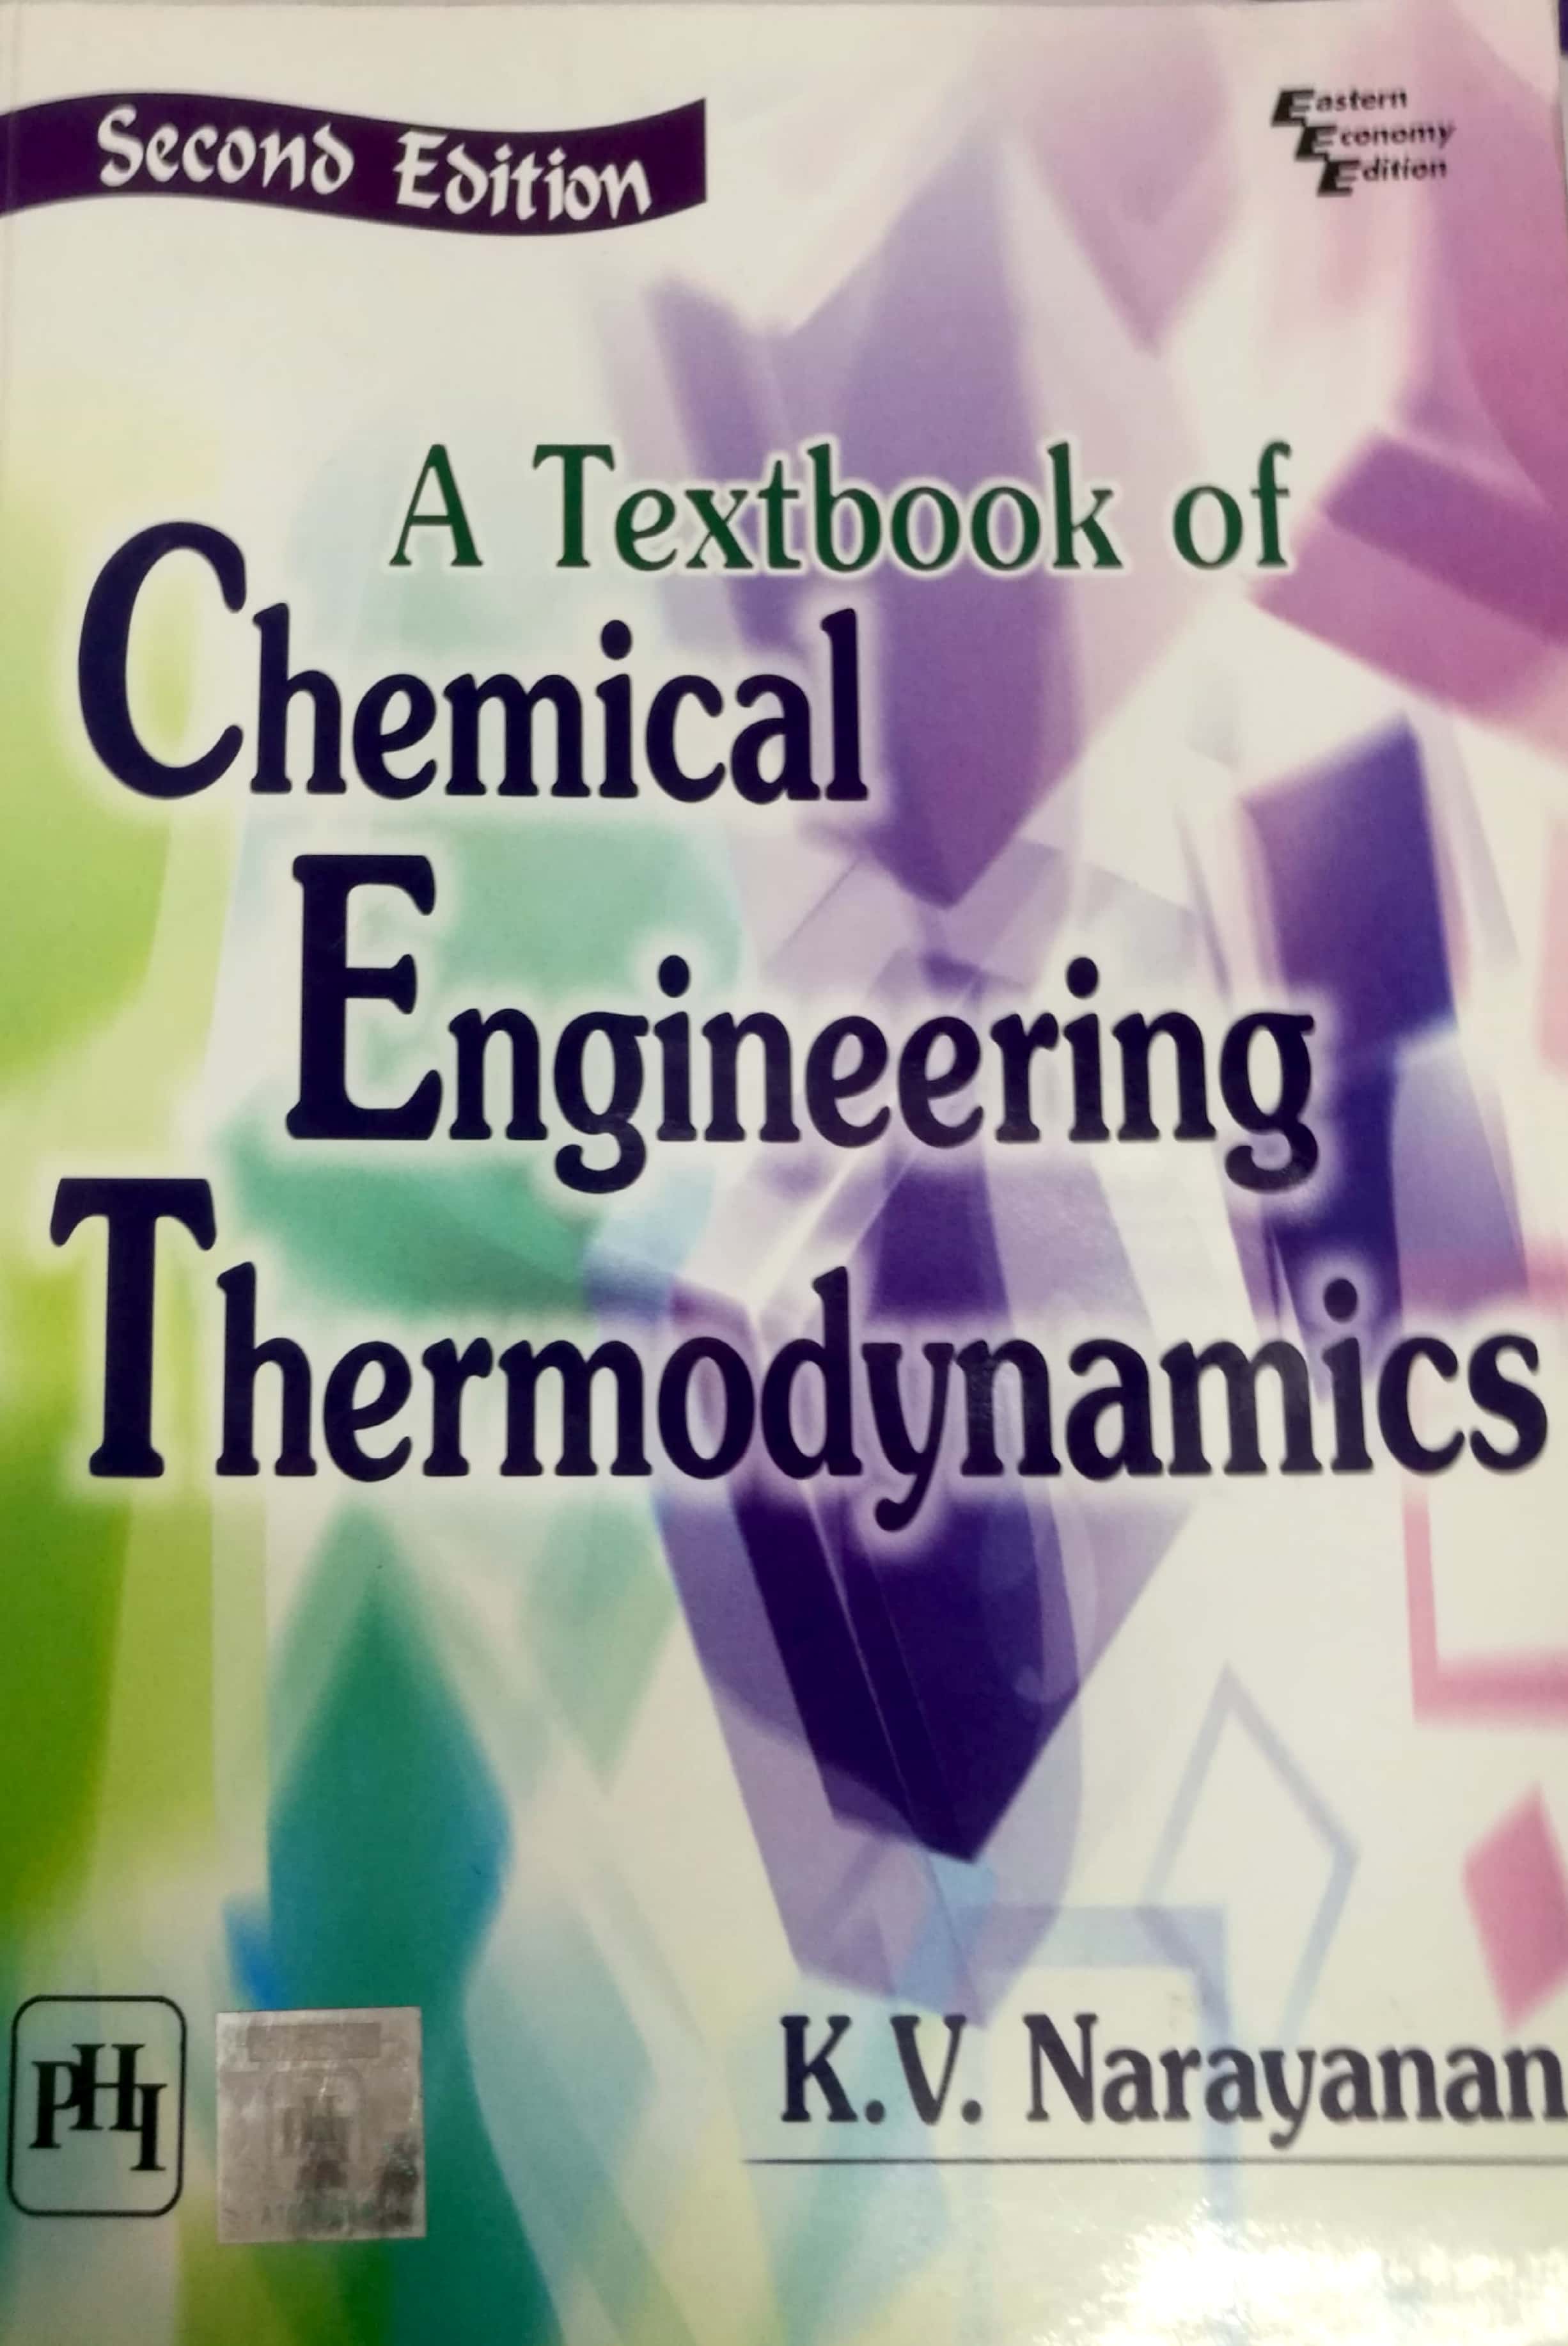 Second Edition
Eastern
Economy
Edition
A Textbook of
Chemical
Engineering
Thermodynamics
K.V. Narayanan
PHI